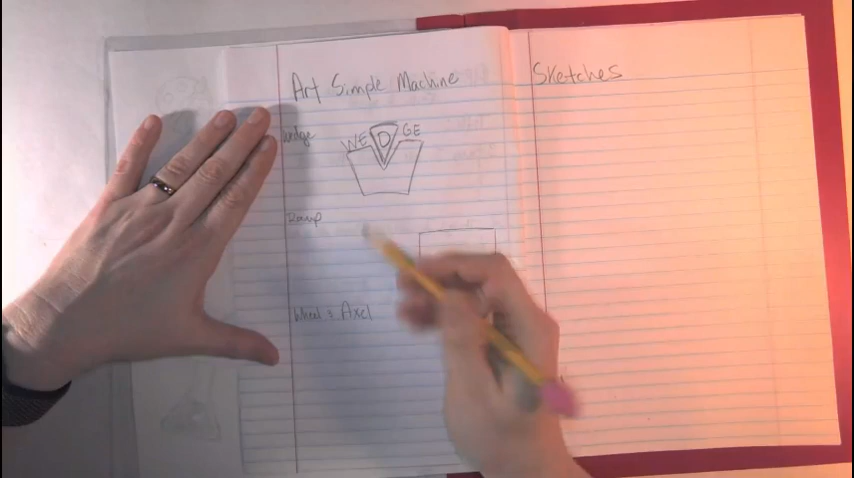 Art Simple Machine
Wedge
WEDGE
Ramp
Wheel & Axel
Sketches